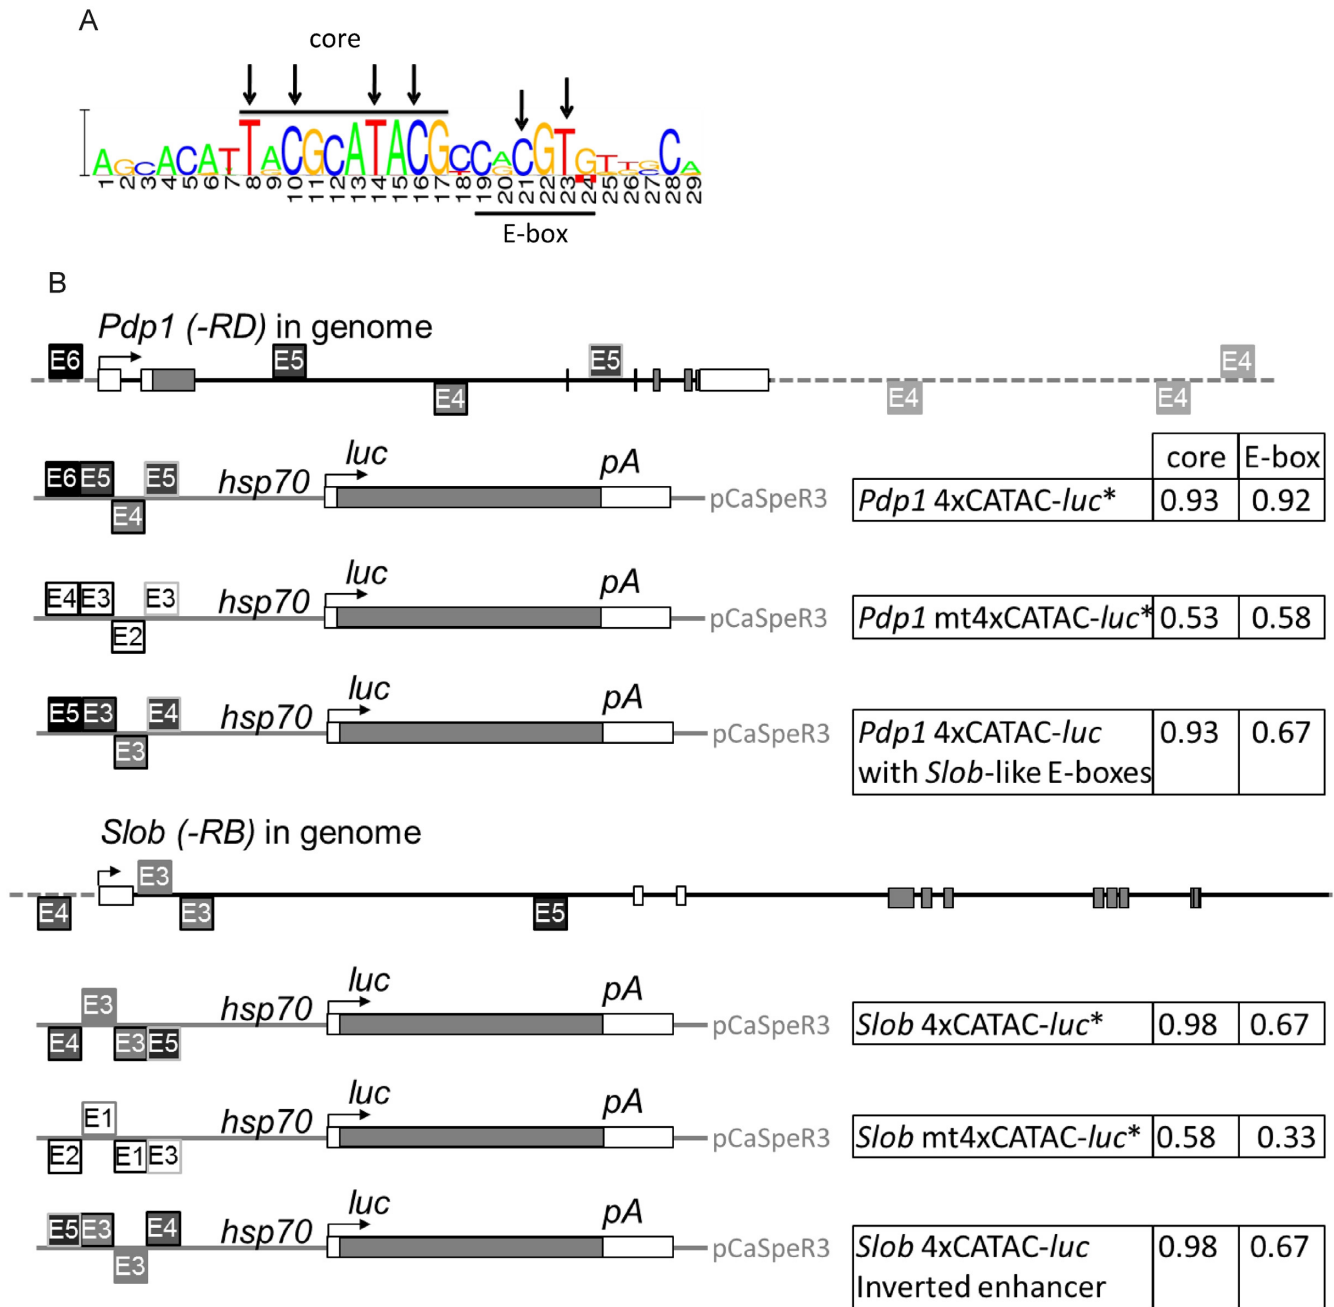 A
core
AGCACATTACGCATACGCCACGTGTTGCA
1 2 3 4 5 6 7 8 9 10 11 12 13 14 15 16 17 18 19 20 21 22 23 24 25 26 27 28 29
E-box
B
Pdp1 (-RD) in genome
E6 E5 E4 E5 E4 E4 E4
core E-box
E6 E5 E4 E5 hsp70 luc pA pCaSpeR3 Pdp1 4xCATAC-luc* 0.93 0.92
E4 E3 E2 E3 hsp70 luc pA pCaSpeR3 Pdp1 mt4xCATAC-luc* 0.53 0.58
E5 E3 E3 E4 hsp70 luc pA pCaSpeR3 Pdp1 4xCATAC-luc 0.93 0.67
with Slob-like E-boxes
Slob (-RB) in genome
E4 E3 E3 E5
E4 E3 E3 E5 hsp70 luc pA pCaSpeR3 Slob 4xCATAC-luc* 0.98 0.67
E2 E1 E1 E3 hsp70 luc pA pCaSpeR3 Slob mt4xCATAC-luc* 0.58 0.33
E5 E3 E3 E4 hsp70 luc pA pCaSpeR3 Slob 4xCATAC-luc 0.98 0.67
Inverted enhancer